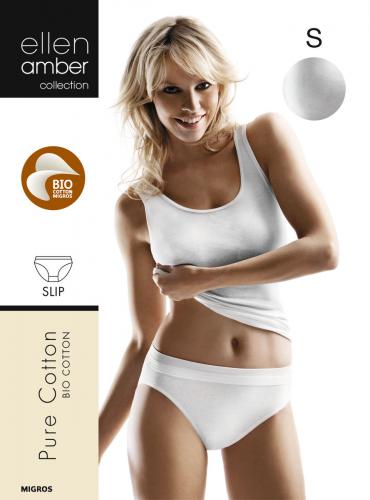 ellen
amber
collection
S
BIO
COTTON
MIGROS
SLIP
Pure Cotton
BIO COTTON
MIGROS